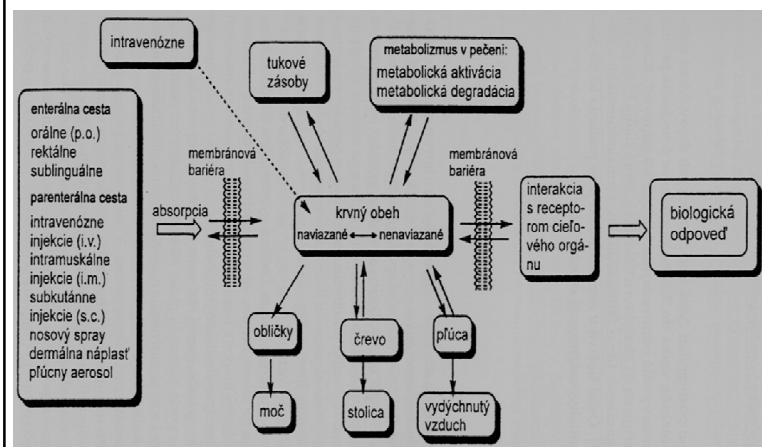 intravenózne
tukové
zásoby
metabolizmus v pečeni:
metabolická aktivácia
metabolická degradácia
enterálna cesta
orálne (p.o.)
rektálne
sublinguálne
parenterálna cesta
intravenózne
injekcie (i.v.)
intramuskálne
injekcie (i.m.)
subkutánne
injekcie (s.c.)
nosový spray
dermálna náplasť
pľúcny aerosol
absorpcia
membránová
bariéra
krvný obeh
naviazané
nenaviazané
membránová
bariéra
interakcia
s recepto-
rom cieľo-
vého orgá-
nu
biologická
odpoveď
obličky
črevo
pľúca
moč
stolica
vydýchnutý
vzduch